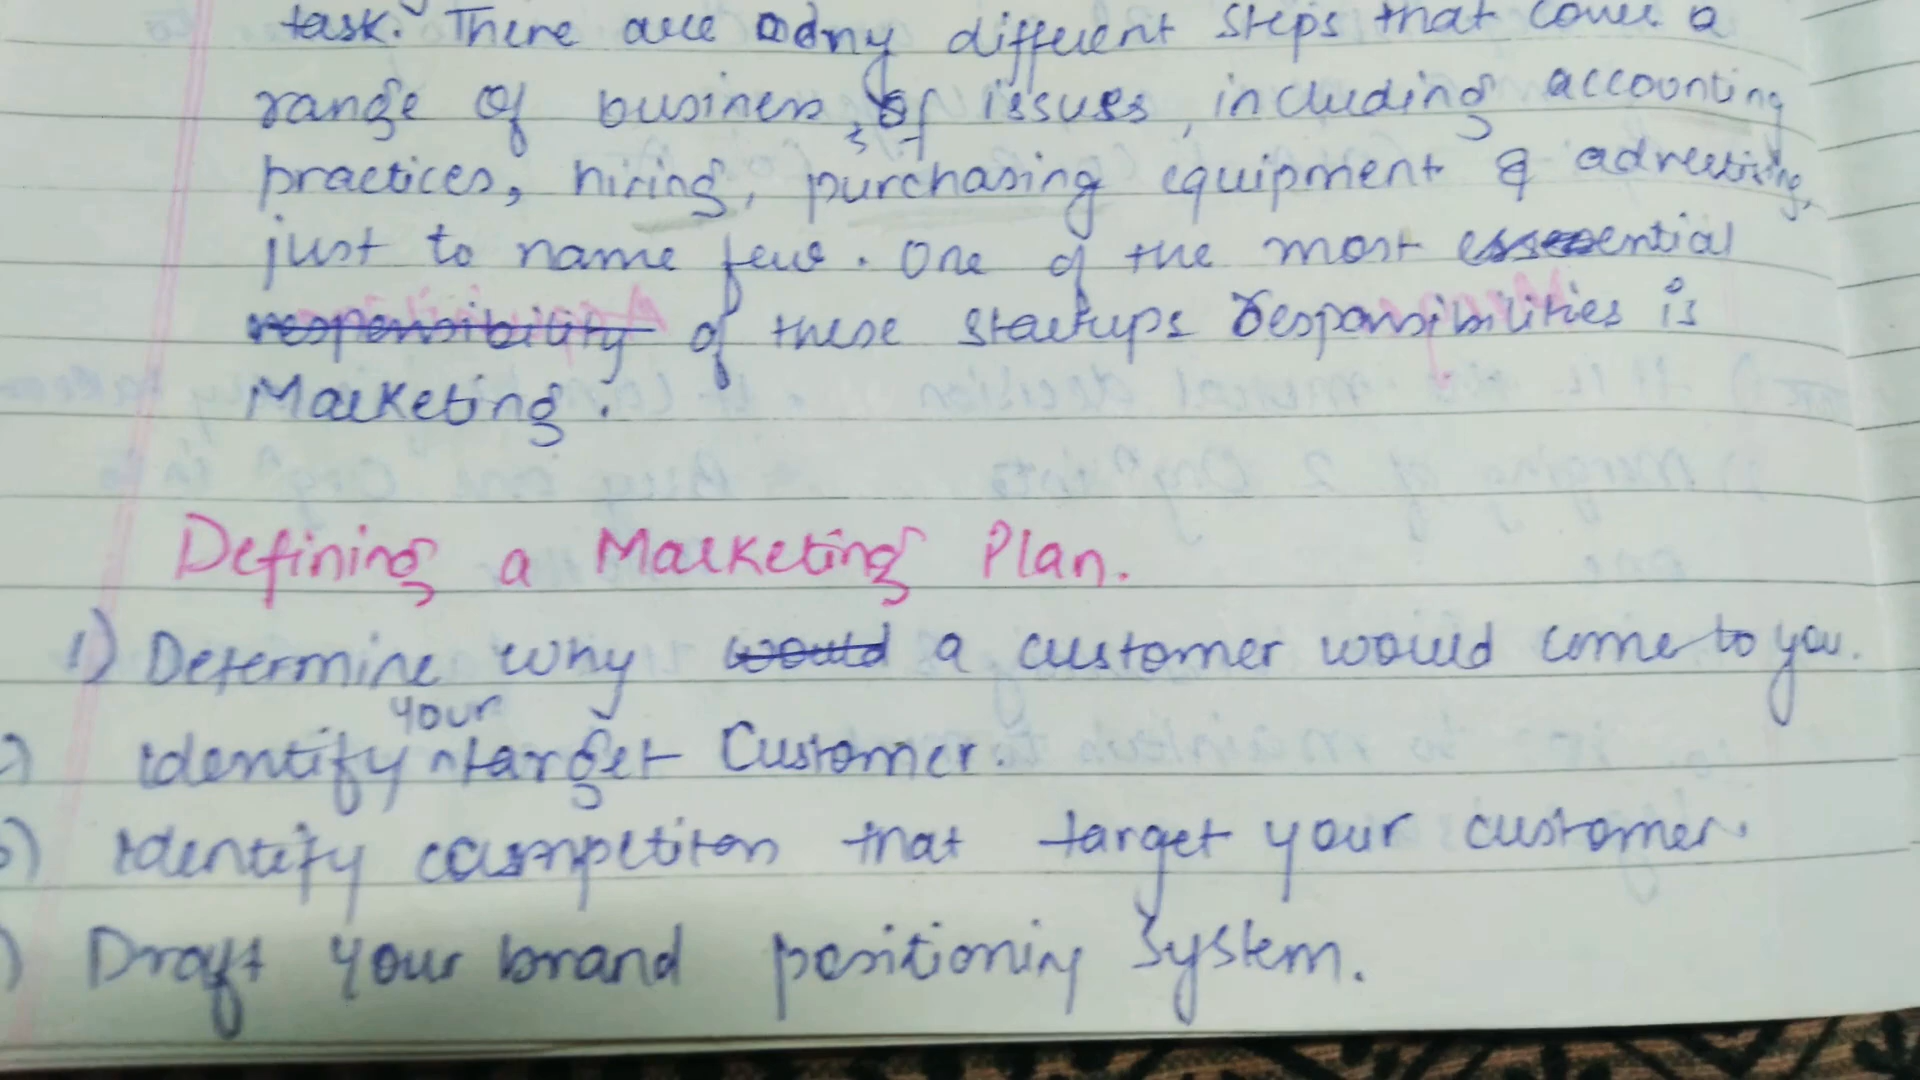 task. There are many different steps that cover a
range of business of issues, including accounting
practices, hiring, purchasing equipment & advertising,
just to name few. One of the most essential
responsibility of these startups responsibilities is
Marketing.
Defining a Marketing Plan.
1) Determine why would a customer would come to you.
Identify your target Customer.
Identify competitors that target your customer.
Draft your brand positioning System.